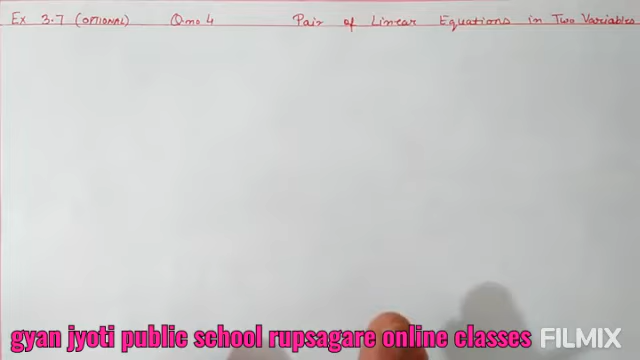 Ex 3.7 (OPTIONAL) Q.no 4 Pair of Linear Equations in Two Variables
gyan jyoti public school rupsagare online classes FILMIX